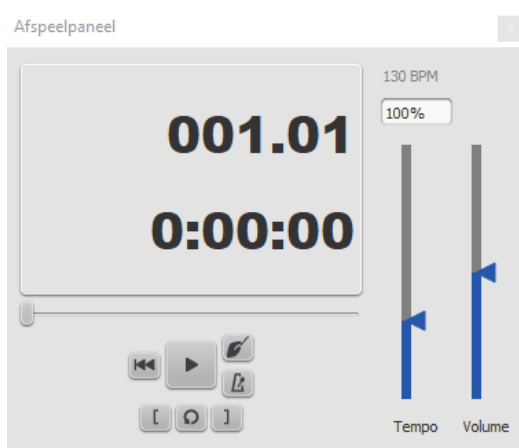 Afspeelpaneel
130 BPM
100%
001.01
0:00:00
[ ]
Tempo Volume